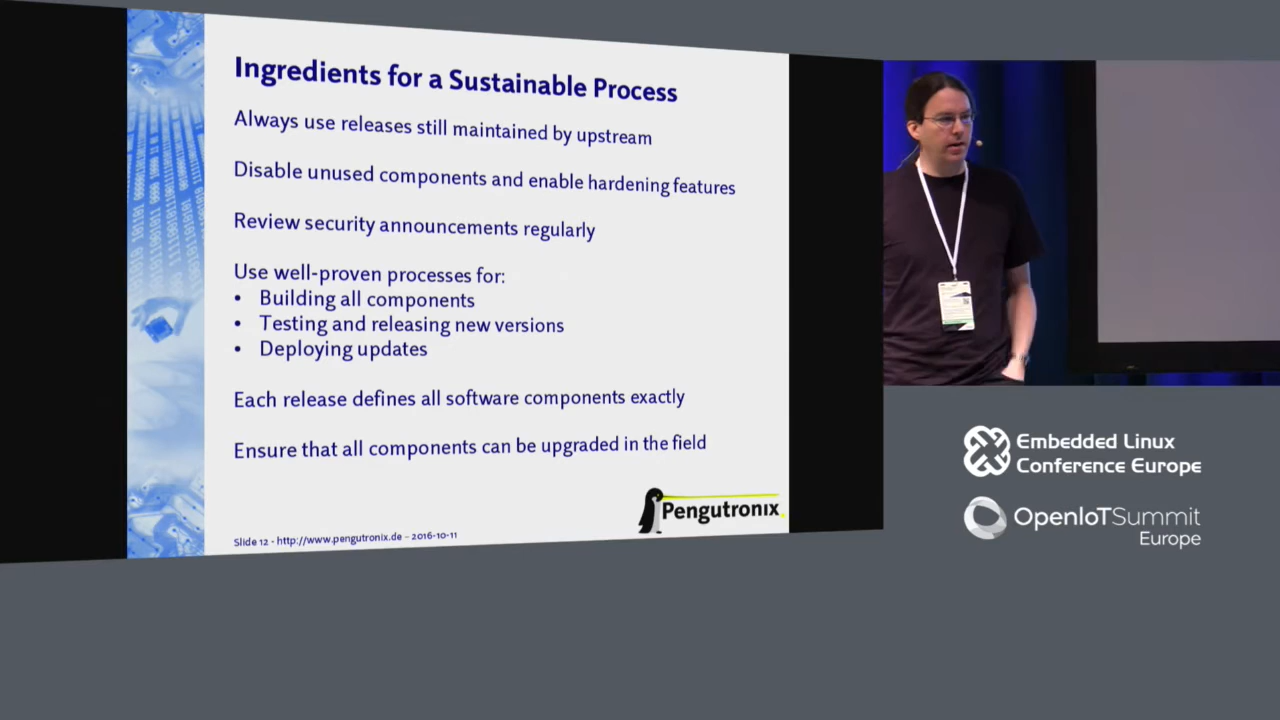 Ingredients for a Sustainable Process
Always use releases still maintained by upstream
Disable unused components and enable hardening features
Review security announcements regularly
Use well-proven processes for:
• Building all components
• Testing and releasing new versions
• Deploying updates
Each release defines all software components exactly
Ensure that all components can be upgraded in the field
Pengutronix
Slide 12 - http://www.pengutronix.de - 2016-10-11
Embedded Linux
Conference Europe
OpenIoTSummit
Europe